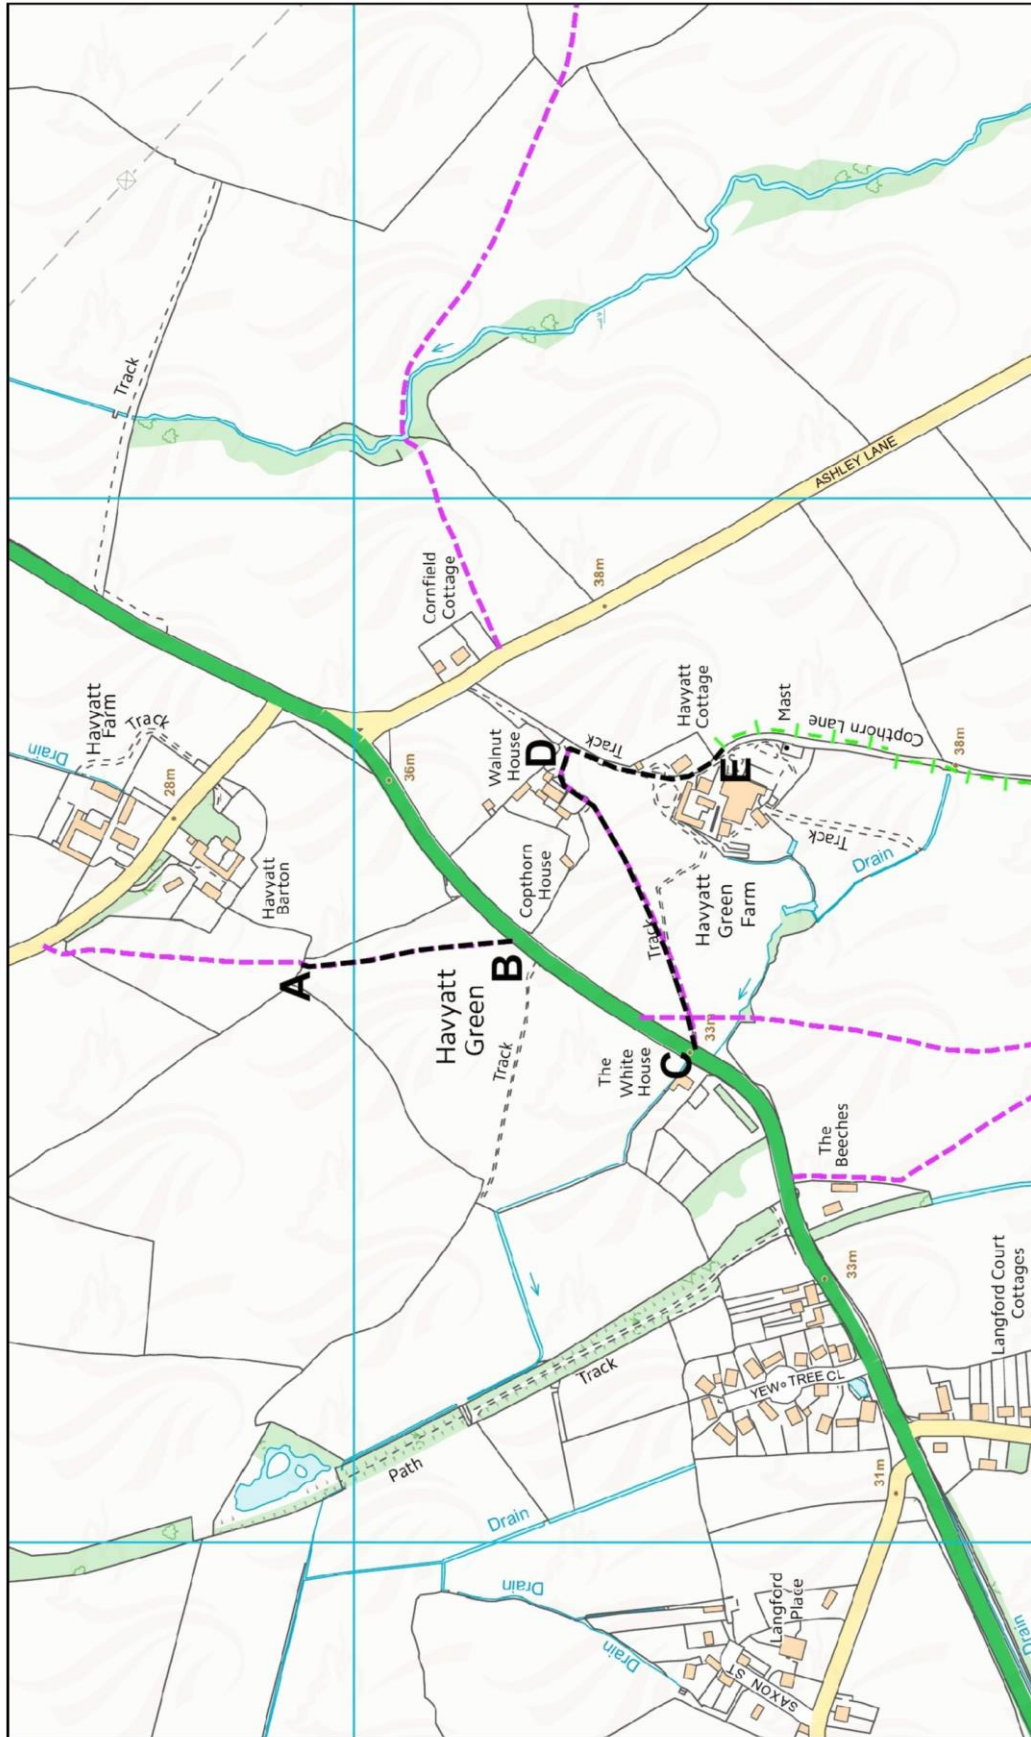 Track
Drain
Havyatt
Farm
Track
28m
Havyatt
Barton
A
36m
Cornfield
Cottage
38m
ASHLEY LANE
Walnut
House
D
Track
Copthorn
House
B
Havyatt
Green
Track
Havyatt
Cottage
E
Mast
Copthorn Lane
38m
Track
Havyatt
Green
Farm
Track
Drain
C
33m
The
White
House
The
Beeches
33m
Langford Court
Cottages
Track
YEW TREE CL
Path
31m
Drain
Drain
Drain
Langford
Place
SAXON ST
Drain